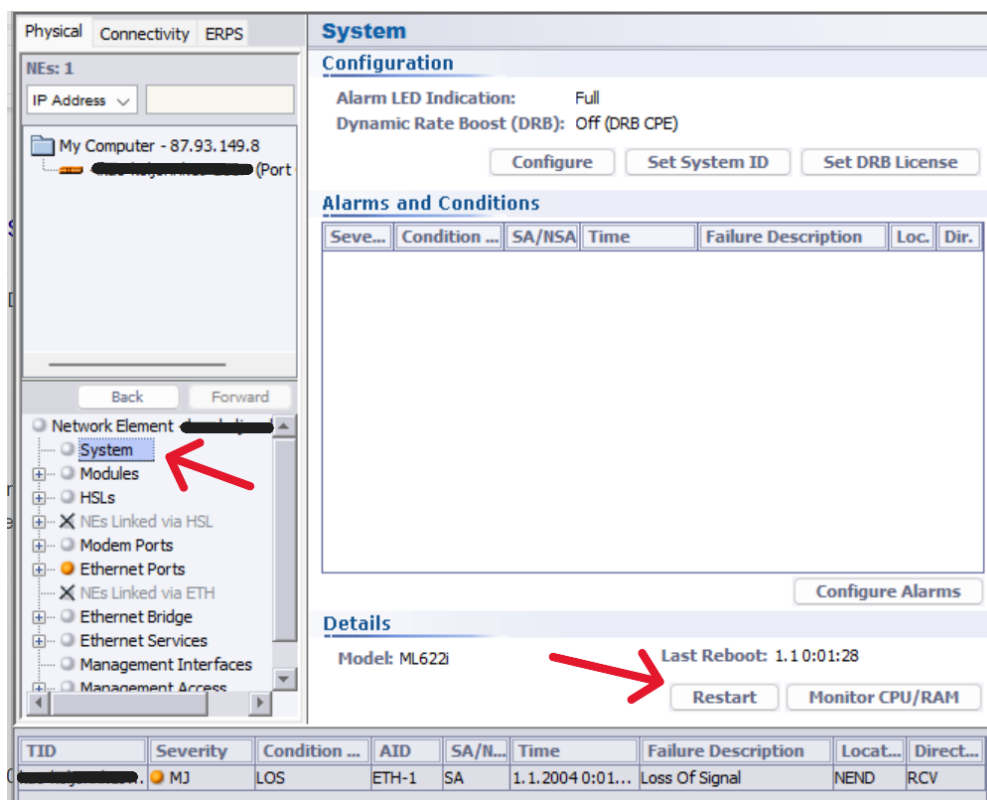 Physical Connectivity ERPS
NEs: 1
IP Address
My Computer - 87.93.149.8
(Port
Back Forward
Network Element
System
Modules
HSLs
NEs Linked via HSL
Modem Ports
Ethernet Ports
NEs Linked via ETH
Ethernet Bridge
Ethernet Services
Management Interfaces
Management Access
System
Configuration
Alarm LED Indication: Full
Dynamic Rate Boost (DRB): Off (DRB CPE)
Configure Set System ID Set DRB License
Alarms and Conditions
Seve... Condition ... SA/NSA Time Failure Description Loc. Dir.
Configure Alarms
Details
Model: ML622i Last Reboot: 1.1 0:01:28
Restart Monitor CPU/RAM
TID Severity Condition ... AID SA/N... Time Failure Description Locat... Direct...
MJ LOS ETH-1 SA 1.1.2004 0:01... Loss Of Signal NEND RCV